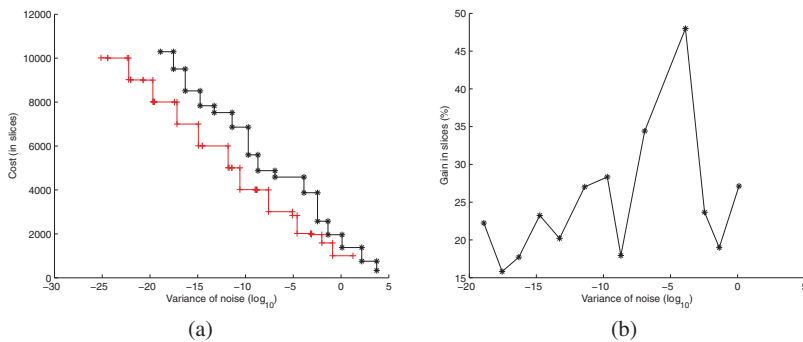 12000
10000
8000
6000
4000
2000
0
Cost (in slices)
−30 −25 −20 −15 −10 −5 0 5
Variance of noise (log10)
(a)
50
45
40
35
30
25
20
15
Gain in slices (%)
−20 −15 −10 −5 0 5
Variance of noise (log10)
(b)